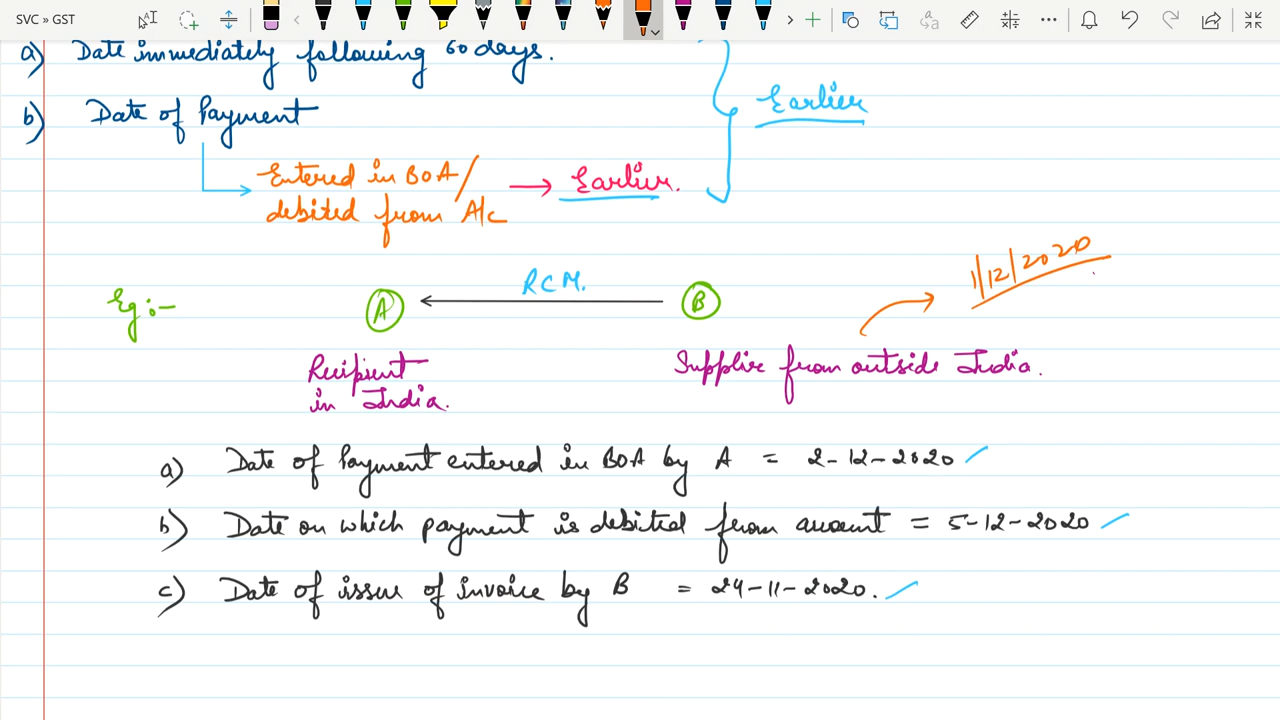 SVC » GST
a) Date immediately following 60 days.
b) Date of Payment
Earlier
Entered in BOA/
debited from A/c → Earlier.
1/12/2020
Eg:-
RCM.
A
B
Recipient
in India.
Supplier from outside India.
a) Date of Payment entered in BOA by A = 2-12-2020
b) Date on which payment is debited from account = 5-12-2020
c) Date of issue of invoice by B = 24-11-2020.